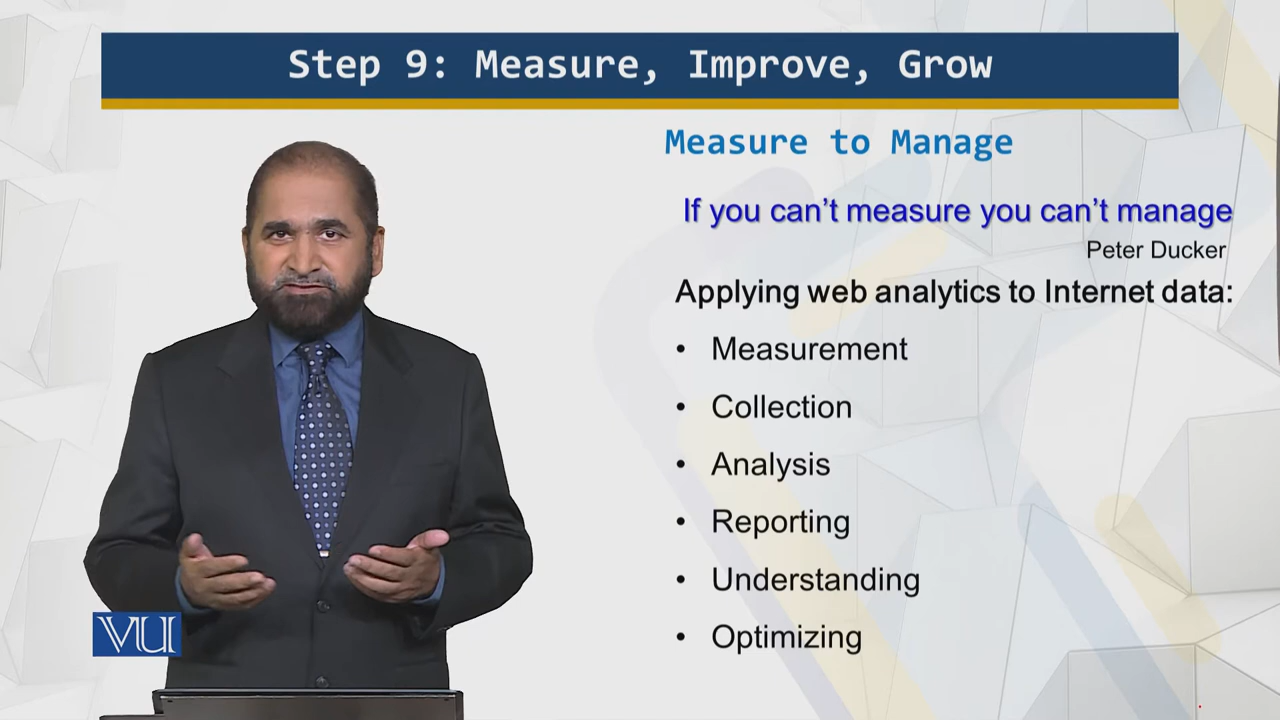 Step 9: Measure, Improve, Grow
Measure to Manage
If you can't measure you can't manage
Peter Ducker
Applying web analytics to Internet data:
• Measurement
• Collection
• Analysis
• Reporting
• Understanding
• Optimizing
VU